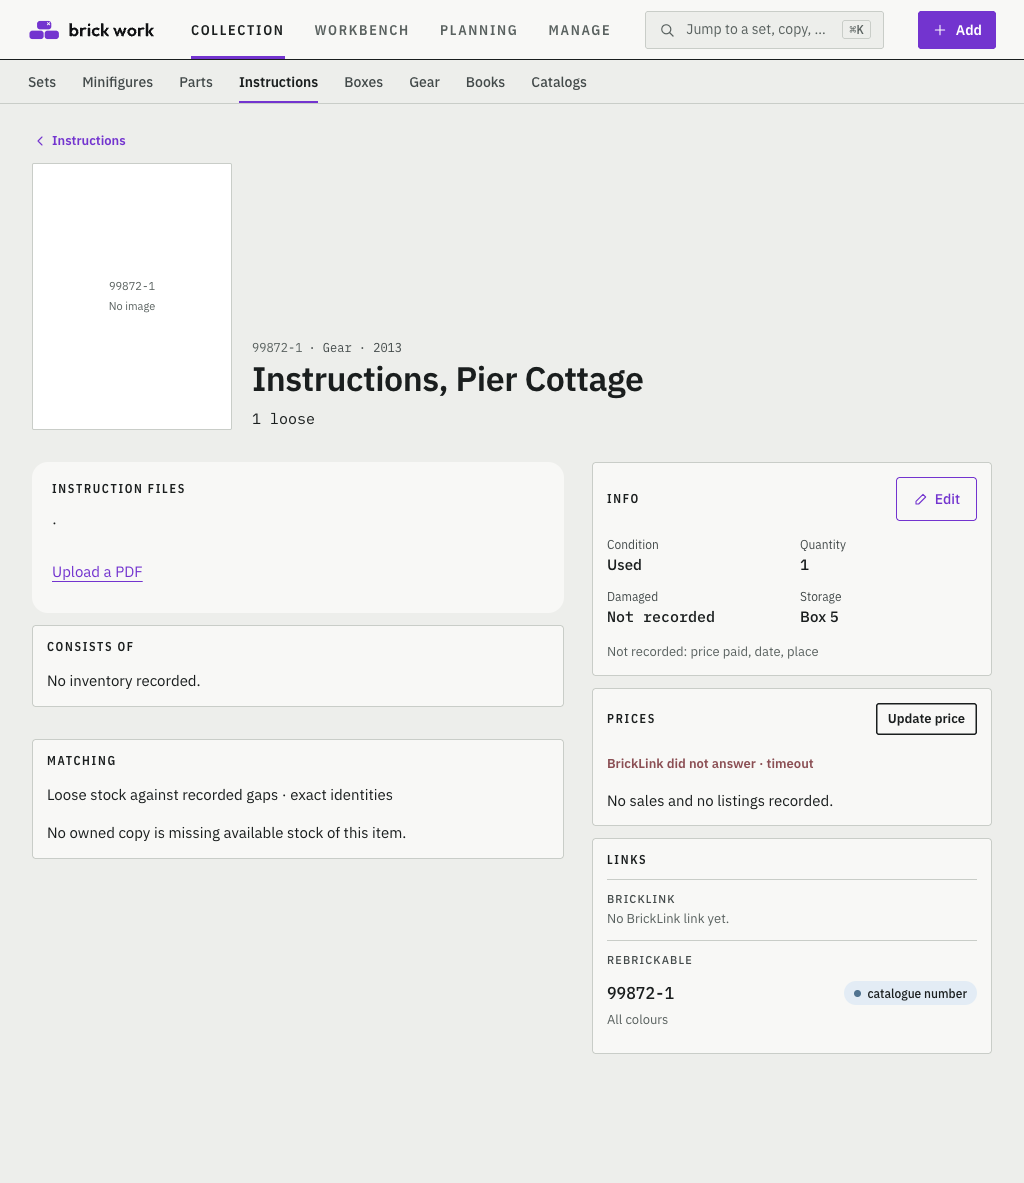 brick work
COLLECTION
WORKBENCH
PLANNING
MANAGE
Jump to a set, copy, ...
⌘K
+ Add
Sets
Minifigures
Parts
Instructions
Boxes
Gear
Books
Catalogs
Instructions
99872-1
No image
99872-1 · Gear · 2013
Instructions, Pier Cottage
1 loose
INSTRUCTION FILES
.
Upload a PDF
CONSISTS OF
No inventory recorded.
MATCHING
Loose stock against recorded gaps · exact identities
No owned copy is missing available stock of this item.
INFO
Edit
Condition
Used
Quantity
1
Damaged
Not recorded
Storage
Box 5
Not recorded: price paid, date, place
PRICES
Update price
BrickLink did not answer · timeout
No sales and no listings recorded.
LINKS
BRICKLINK
No BrickLink link yet.
REBRICKABLE
99872-1
catalogue number
All colours